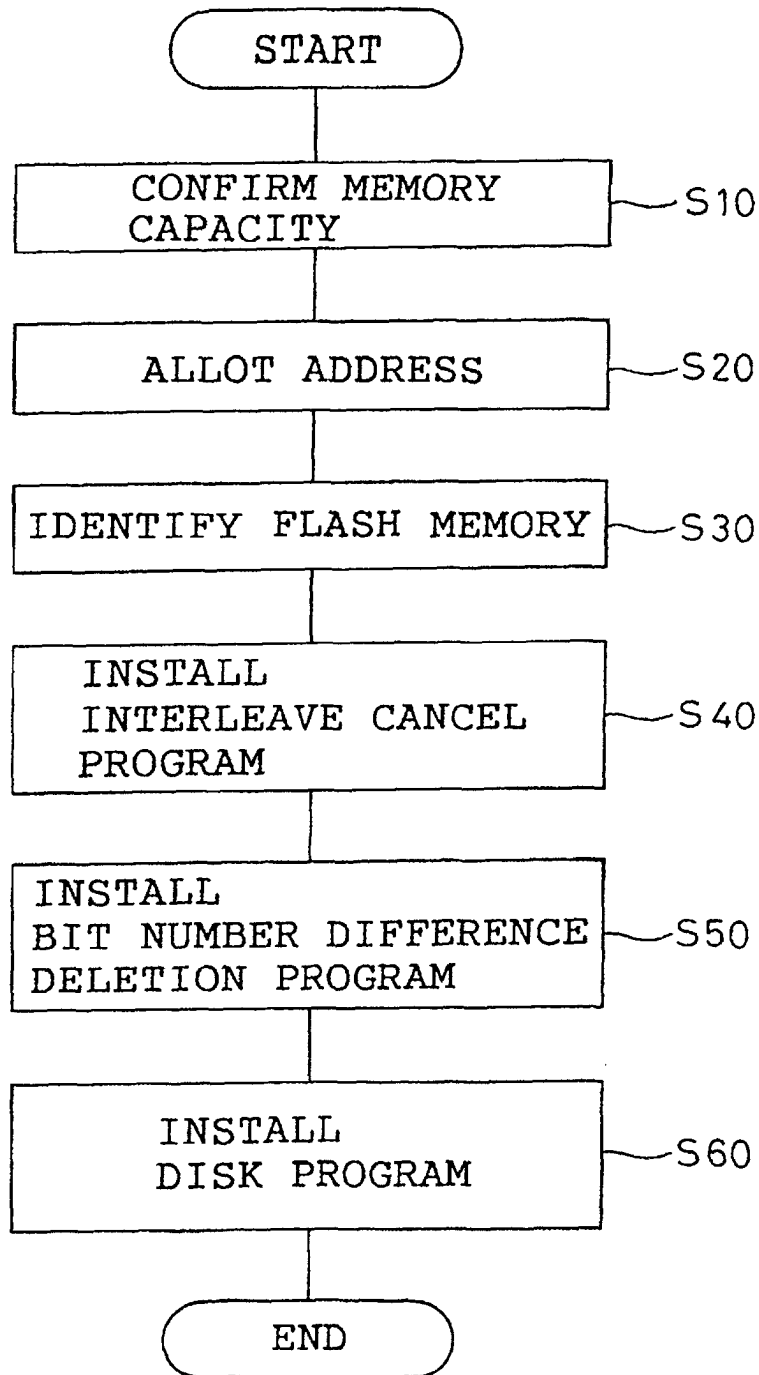 START
CONFIRM MEMORY
CAPACITY
S10
ALLOT ADDRESS
S20
IDENTIFY FLASH MEMORY
S30
INSTALL
INTERLEAVE CANCEL
PROGRAM
S40
INSTALL
BIT NUMBER DIFFERENCE
DELETION PROGRAM
S50
INSTALL
DISK PROGRAM
S60
END